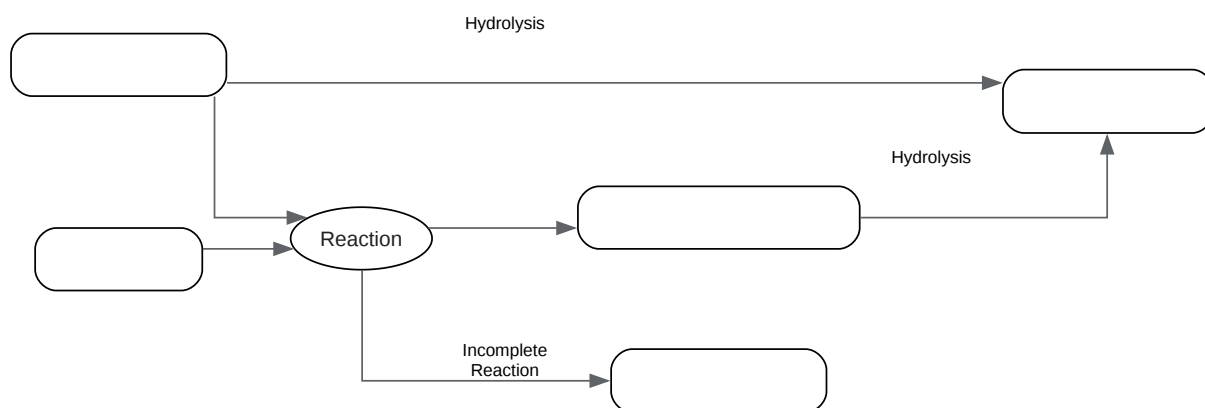 Hydrolysis
Hydrolysis
Reaction
Incomplete
Reaction